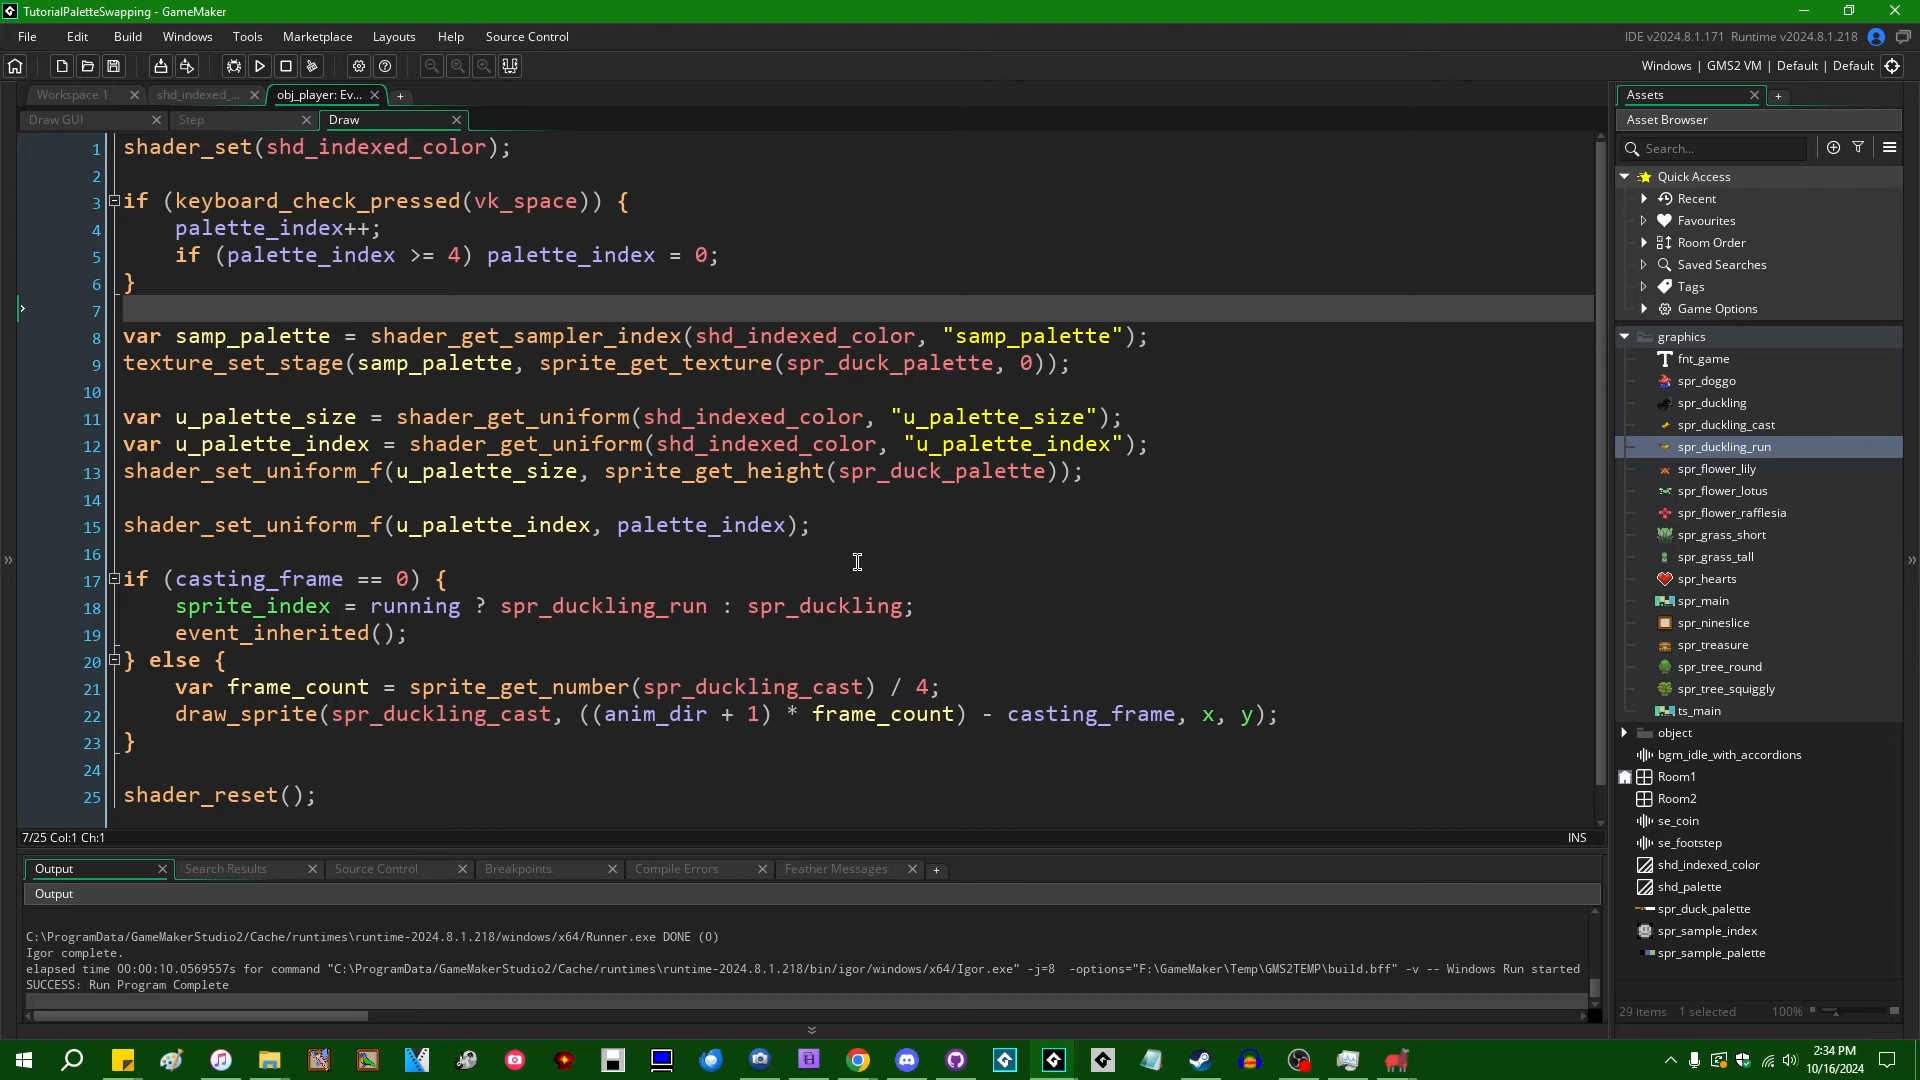 TutorialPaletteSwapping - GameMaker
File Edit Build Windows Tools Marketplace Layouts Help Source Control
IDE v2024.8.1.171 Runtime v2024.8.1.218
Windows | GMS2 VM | Default | Default
Workspace 1
shd_indexed_...
obj_player: Ev...
Draw GUI
Step
Draw
1 shader_set(shd_indexed_color);
2
3 if (keyboard_check_pressed(vk_space)) {
4 palette_index++;
5 if (palette_index >= 4) palette_index = 0;
6 }
7
8 var samp_palette = shader_get_sampler_index(shd_indexed_color, "samp_palette");
9 texture_set_stage(samp_palette, sprite_get_texture(spr_duck_palette, 0));
10
11 var u_palette_size = shader_get_uniform(shd_indexed_color, "u_palette_size");
12 var u_palette_index = shader_get_uniform(shd_indexed_color, "u_palette_index");
13 shader_set_uniform_f(u_palette_size, sprite_get_height(spr_duck_palette));
14
15 shader_set_uniform_f(u_palette_index, palette_index);
16
17 if (casting_frame == 0) {
18 sprite_index = running ? spr_duckling_run : spr_duckling;
19 event_inherited();
20 } else {
21 var frame_count = sprite_get_number(spr_duckling_cast) / 4;
22 draw_sprite(spr_duckling_cast, ((anim_dir + 1) * frame_count) - casting_frame, x, y);
23 }
24
25 shader_reset();
7/25 Col:1 Ch:1
INS
Output
Search Results
Source Control
Breakpoints
Compile Errors
Feather Messages
Output
C:\ProgramData/GameMakerStudio2/Cache/runtimes\runtime-2024.8.1.218/windows/x64/Runner.exe DONE (0)
Igor complete.
elapsed time 00:00:10.0569557s for command "C:\ProgramData/GameMakerStudio2/Cache/runtimes\runtime-2024.8.1.218/bin/igor/windows/x64/Igor.exe" -j=8 -options="F:\GameMaker\Temp\GMS2TEMP\build.bff" -v -- Windows Run started
SUCCESS: Run Program Complete
Assets
Asset Browser
Search...
Quick Access
Recent
Favourites
Room Order
Saved Searches
Tags
Game Options
graphics
fnt_game
spr_doggo
spr_duckling
spr_duckling_cast
spr_duckling_run
spr_flower_lily
spr_flower_lotus
spr_flower_rafflesia
spr_grass_short
spr_grass_tall
spr_hearts
spr_main
spr_nineslice
spr_treasure
spr_tree_round
spr_tree_squiggly
ts_main
object
bgm_idle_with_accordions
Room1
Room2
se_coin
se_footstep
shd_indexed_color
shd_palette
spr_duck_palette
spr_sample_index
spr_sample_palette
29 items 1 selected 100%
2:34 PM
10/16/2024